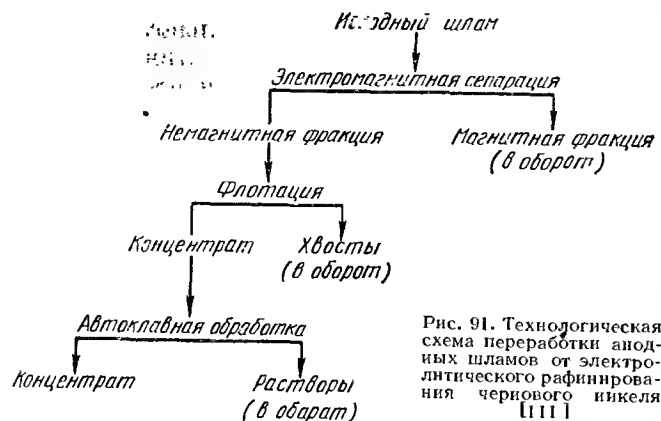 Исходный шлам
Электромагнитная сепарация
Немагнитная фракция
Магнитная фракция
(в оборот)
Флотация
Концентрат
Хвосты
(в оборот)
Автоклавная обработка
Концентрат
Растворы
(в обарат)
Рис. 91. Технологическая
схема переработки анод-
ных шламов от электро-
литического рафинирова-
ния чернового никеля
[111]